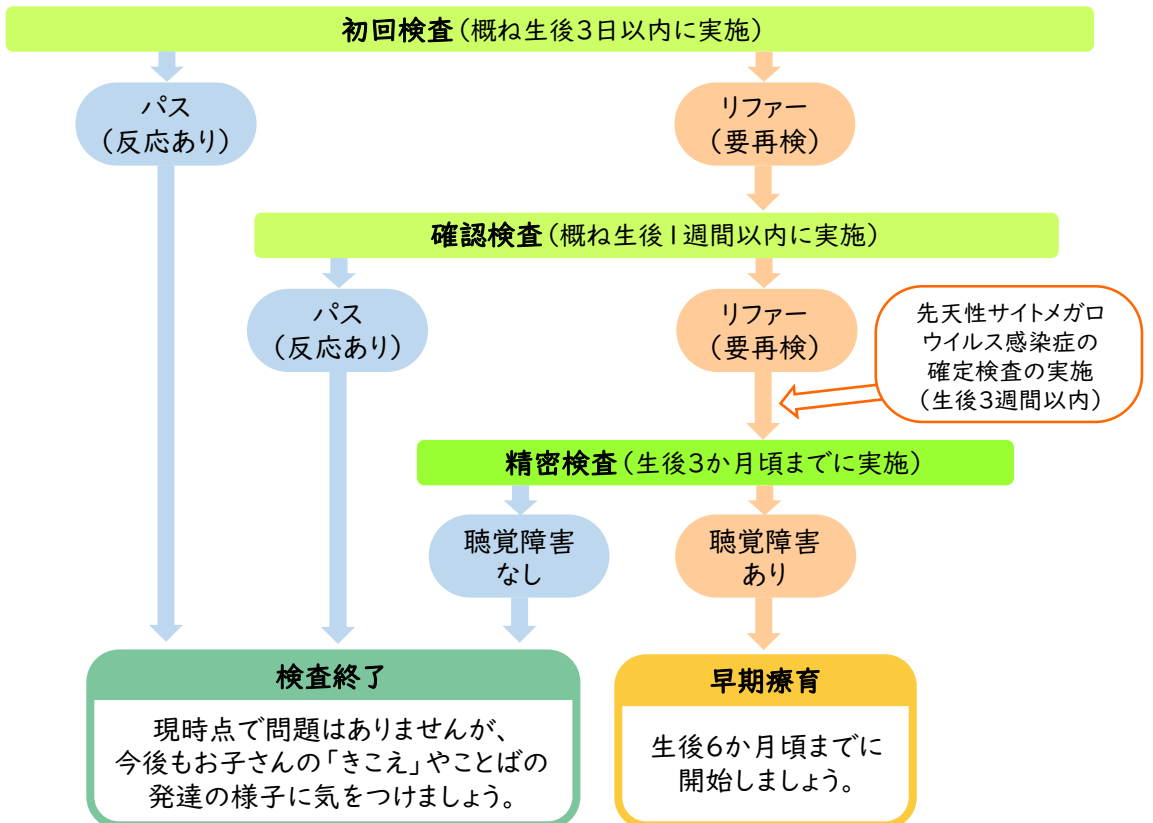 初回検査(概ね生後3日以内に実施)
パス
(反応あり)
リファー
(要再検)
確認検査(概ね生後1週間以内に実施)
パス
(反応あり)
リファー
(要再検)
先天性サイトメガロ
ウイルス感染症の
確定検査の実施
(生後3週間以内)
精密検査(生後3か月頃までに実施)
聴覚障害
なし
聴覚障害
あり
検査終了
現時点で問題はありませんが、
今後もお子さんの「きこえ」やことばの
発達の様子に気をつけましょう。
早期療育
生後6か月頃までに
開始しましょう。